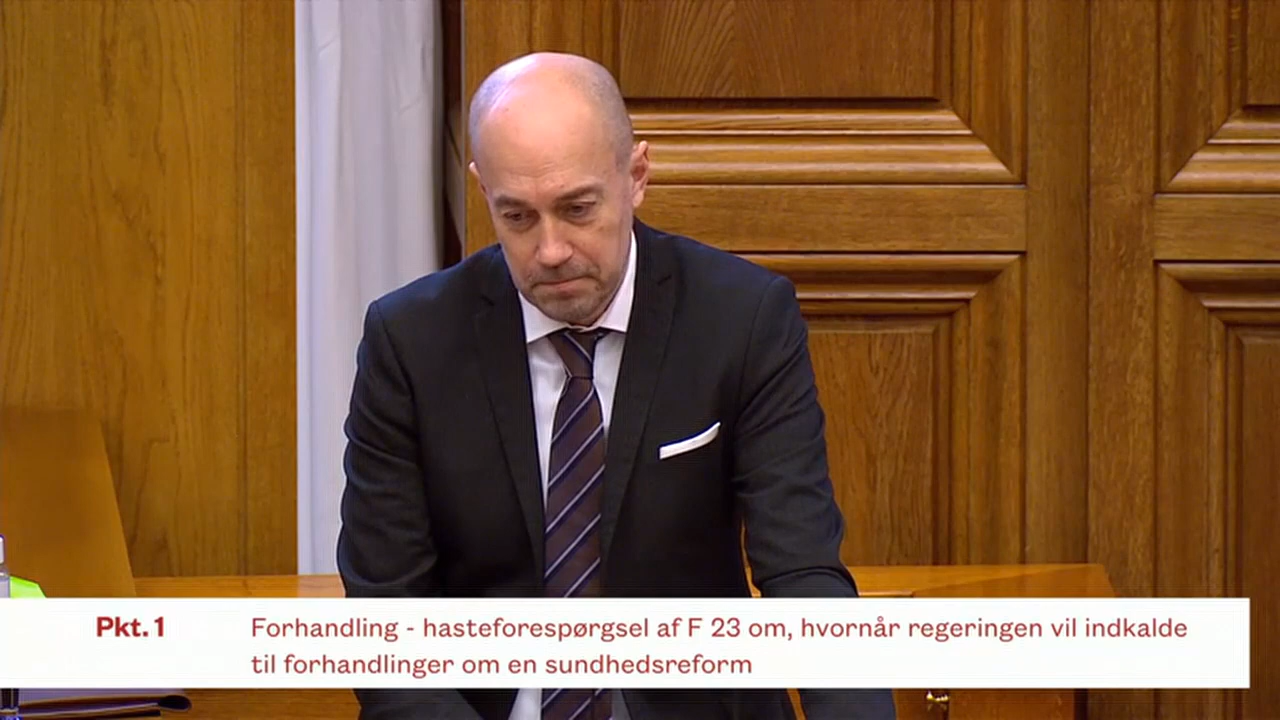 Pkt. 1
Forhandling - hasteforespørgsel af F 23 om, hvornår regeringen vil indkalde
til forhandlinger om en sundhedsreform